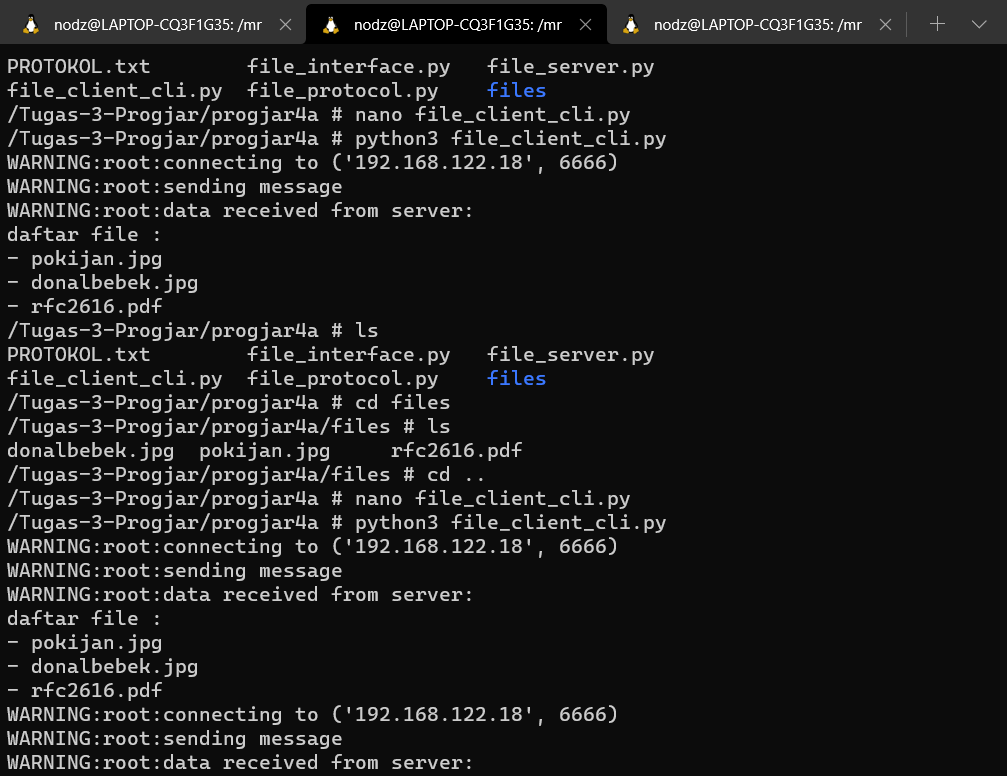 nodz@LAPTOP-CQ3F1G35: /mr nodz@LAPTOP-CQ3F1G35: /mr nodz@LAPTOP-CQ3F1G35: /mr
PROTOKOL.txt        file_interface.py   file_server.py
file_client_cli.py  file_protocol.py    files
/Tugas-3-Progjar/progjar4a # nano file_client_cli.py
/Tugas-3-Progjar/progjar4a # python3 file_client_cli.py
WARNING:root:connecting to ('192.168.122.18', 6666)
WARNING:root:sending message
WARNING:root:data received from server:
daftar file :
- pokijan.jpg
- donalbebek.jpg
- rfc2616.pdf
/Tugas-3-Progjar/progjar4a # ls
PROTOKOL.txt        file_interface.py   file_server.py
file_client_cli.py  file_protocol.py    files
/Tugas-3-Progjar/progjar4a # cd files
/Tugas-3-Progjar/progjar4a/files # ls
donalbebek.jpg  pokijan.jpg     rfc2616.pdf
/Tugas-3-Progjar/progjar4a/files # cd ..
/Tugas-3-Progjar/progjar4a # nano file_client_cli.py
/Tugas-3-Progjar/progjar4a # python3 file_client_cli.py
WARNING:root:connecting to ('192.168.122.18', 6666)
WARNING:root:sending message
WARNING:root:data received from server:
daftar file :
- pokijan.jpg
- donalbebek.jpg
- rfc2616.pdf
WARNING:root:connecting to ('192.168.122.18', 6666)
WARNING:root:sending message
WARNING:root:data received from server: